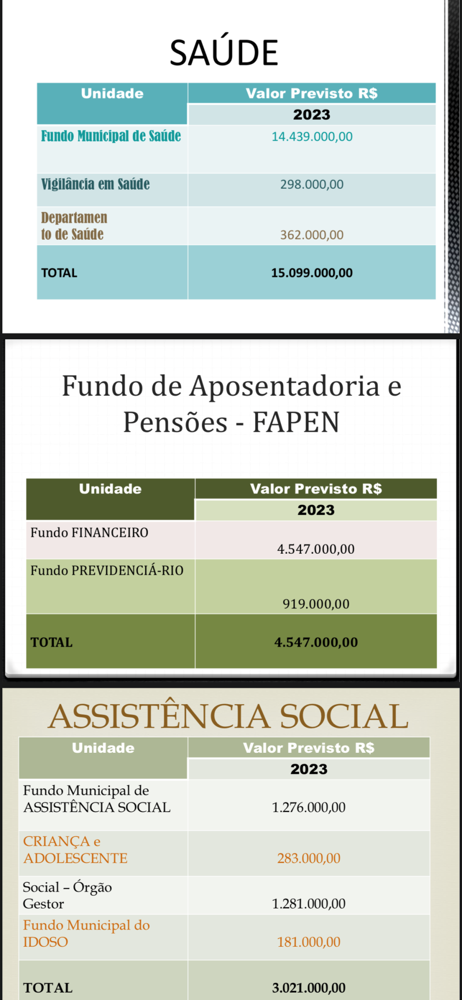 SAÚDE
Unidade Valor Previsto R$
2023
Fundo Municipal de Saúde 14.439.000,00
Vigilância em Saúde 298.000,00
Departamen
to de Saúde 362.000,00
TOTAL 15.099.000,00
Fundo de Aposentadoria e
Pensões - FAPEN
Unidade Valor Previsto R$
2023
Fundo FINANCEIRO
4.547.000,00
Fundo PREVIDENCIÁ-RIO
919.000,00
TOTAL 4.547.000,00
ASSISTÊNCIA SOCIAL
Unidade Valor Previsto R$
2023
Fundo Municipal de
ASSISTÊNCIA SOCIAL 1.276.000,00
CRIANÇA e
ADOLESCENTE 283.000,00
Social – Órgão
Gestor 1.281.000,00
Fundo Municipal do
IDOSO 181.000,00
TOTAL 3.021.000,00